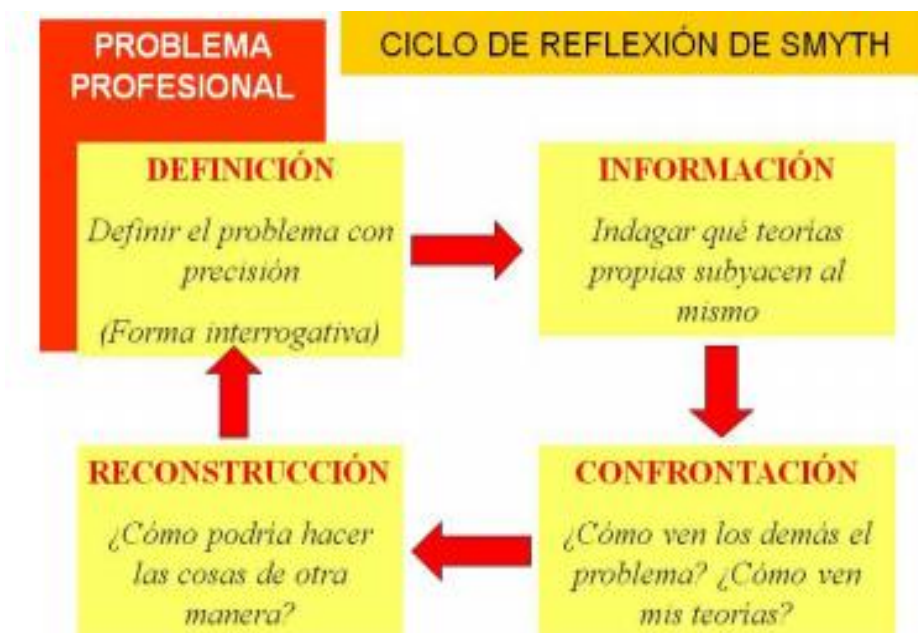 PROBLEMA
PROFESIONAL
CICLO DE REFLEXIÓN DE SMYTH
DEFINICIÓN
Definir el problema con
precisión
(Forma interrogativa)
INFORMACIÓN
Indagar qué teorías
propias subyacen al
mismo
CONFRONTACIÓN
¿Cómo ven los demás el
problema? ¿Cómo ven
mis teorías?
RECONSTRUCCIÓN
¿Cómo podría hacer
las cosas de otra
manera?